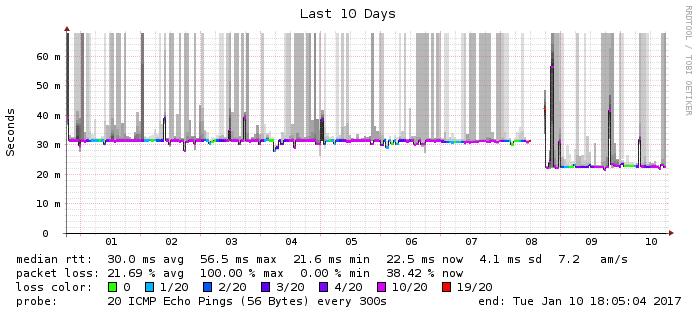 Last 10 Days
RRDTOOL / TOBI OETIKER
Seconds
60 m
50 m
40 m
30 m
20 m
10 m
0
01 02 03 04 05 06 07 08 09 10
median rtt: 30.0 ms avg 56.5 ms max 21.6 ms min 22.5 ms now 4.1 ms sd 7.2 am/s
packet loss: 21.69 % avg 100.00 % max 0.00 % min 38.42 % now
loss color: 0 1/20 2/20 3/20 4/20 10/20 19/20
probe: 20 ICMP Echo Pings (56 Bytes) every 300s end: Tue Jan 10 18:05:04 2017